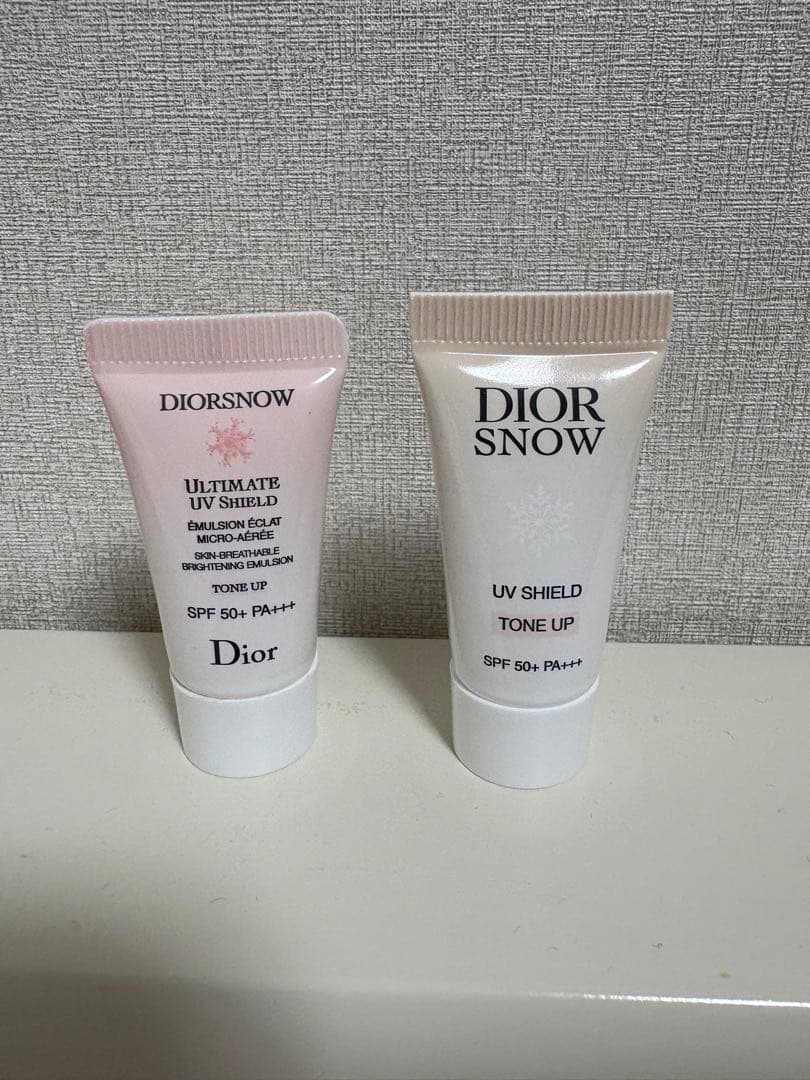 DIORSNOW
ULTIMATE
UV SHIELD
ÉMULSION ÉCLAT
MICRO-AÉRÉE
SKIN-BREATHABLE
BRIGHTENING EMULSION
TONE UP
SPF 50+ PA+++
Dior
DIOR
SNOW
UV SHIELD
TONE UP
SPF 50+ PA+++